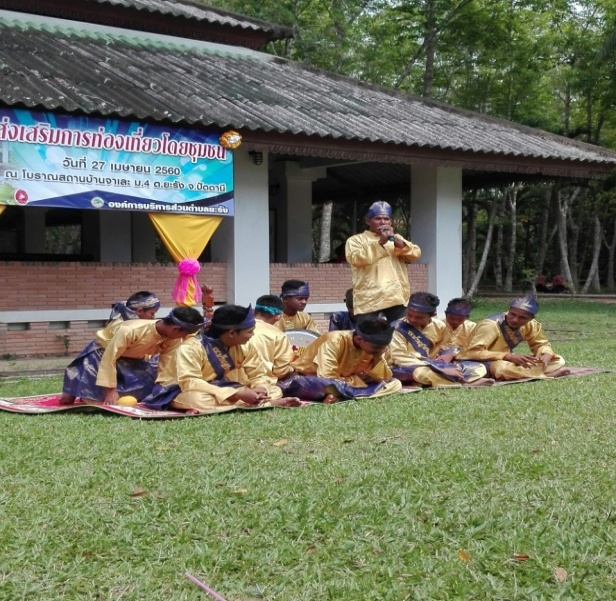 ส่งเสริมการท่องเที่ยวโดยชุมชน
วันที่ 27 เมษายน 2560
ณ โบราณสถานบ้านจาเละ ม.4 ต.ยะรัง จ.ปัตตานี
องค์การบริหารส่วนตำบลยะรัง